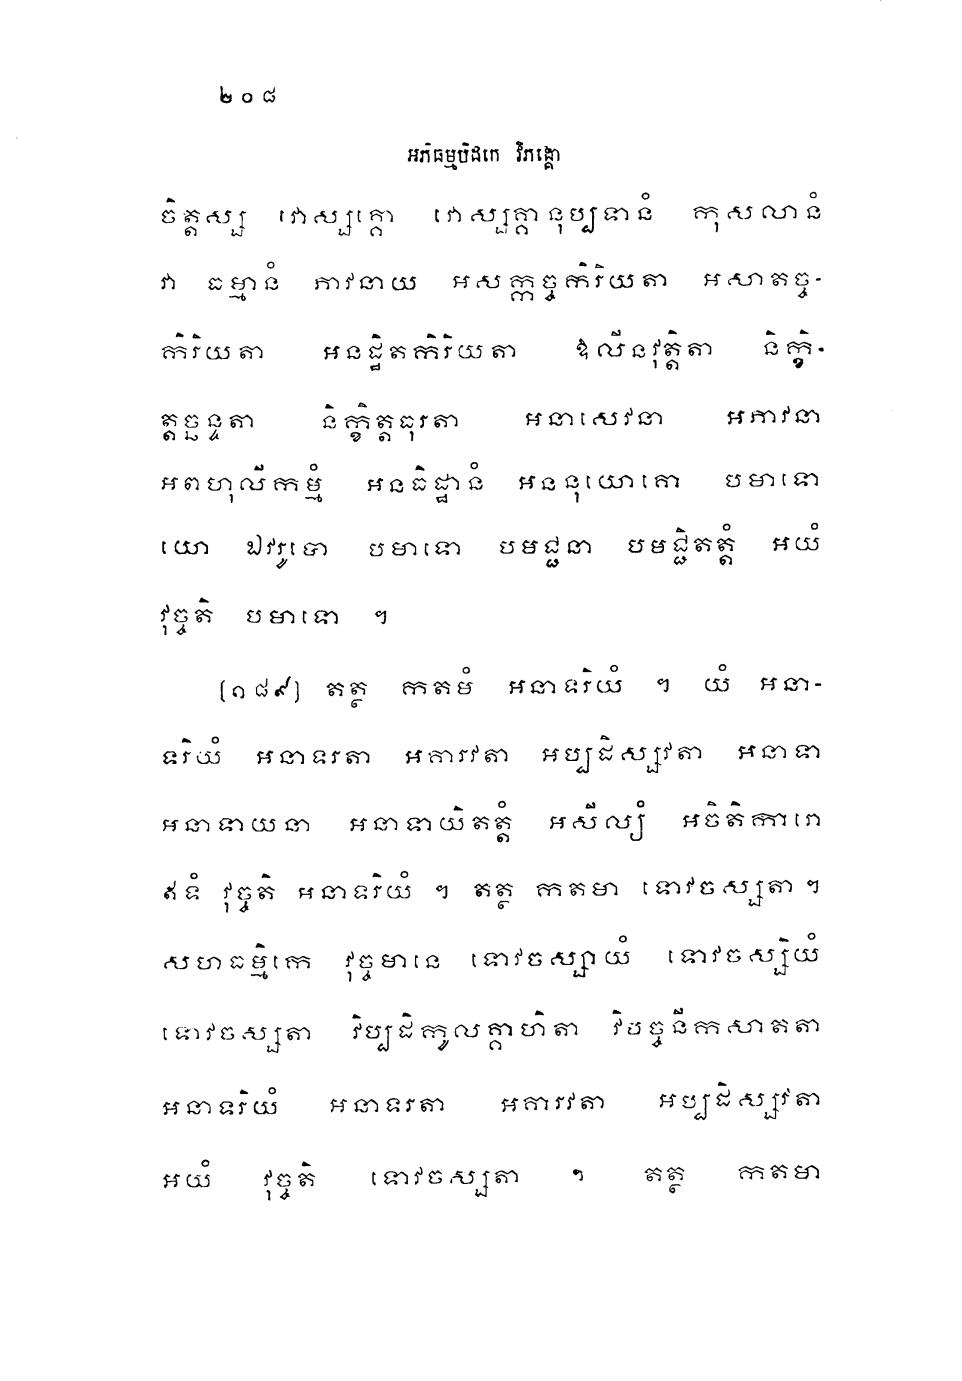 ២០៨
អភិធម្មបិដកេ វិភង្គោ
ចិត្តស្ស វោស្សគ្គោ វោស្សគ្គានុប្បទានំ កុសលានំ
វា ធម្មានំ ភាវនាយ អសក្កច្ចកិរិយតា អសាតច្ច-
កិរិយតា អនដ្ឋិតកិរិយតា ឱលីនវុត្តិតា និក្ខិ-
ត្តច្ឆន្ទតា និក្ខិត្តធុរតា អនាសេវនា អភាវនា
អពហុលីកម្មំ អនធិដ្ឋានំ អននុយោគោ បមាទោ
យោ ឯវរូបោ បមាទោ បមជ្ជនា បមជ្ជិតត្តំ អយំ
វុច្ចតិ បមាទោ ។
(១៨៩) តត្ថ កតមំ អនាទរិយំ ។ យំ អនា-
ទរិយំ អនាទរតា អគារវតា អប្បដិស្សវតា អនាទា
អនាទាយនា អនាទាយិតត្តំ អសីល្យំ អចិតិការោ
ឥទំ វុច្ចតិ អនាទរិយំ ។ តត្ថ កតមា ទោវចស្សតា ។
សហធម្មិកេ វុច្ចមានេ ទោវចស្សាយំ ទោវចស្សិយំ
ទោវចស្សតា វិប្បដិកូលគ្គាហិតា វិបច្ចនីកសាតតា
អនាទរិយំ អនាទរតា អគារវតា អប្បដិស្សវតា
អយំ វុច្ចតិ ទោវចស្សតា ។ តត្ថ កតមា